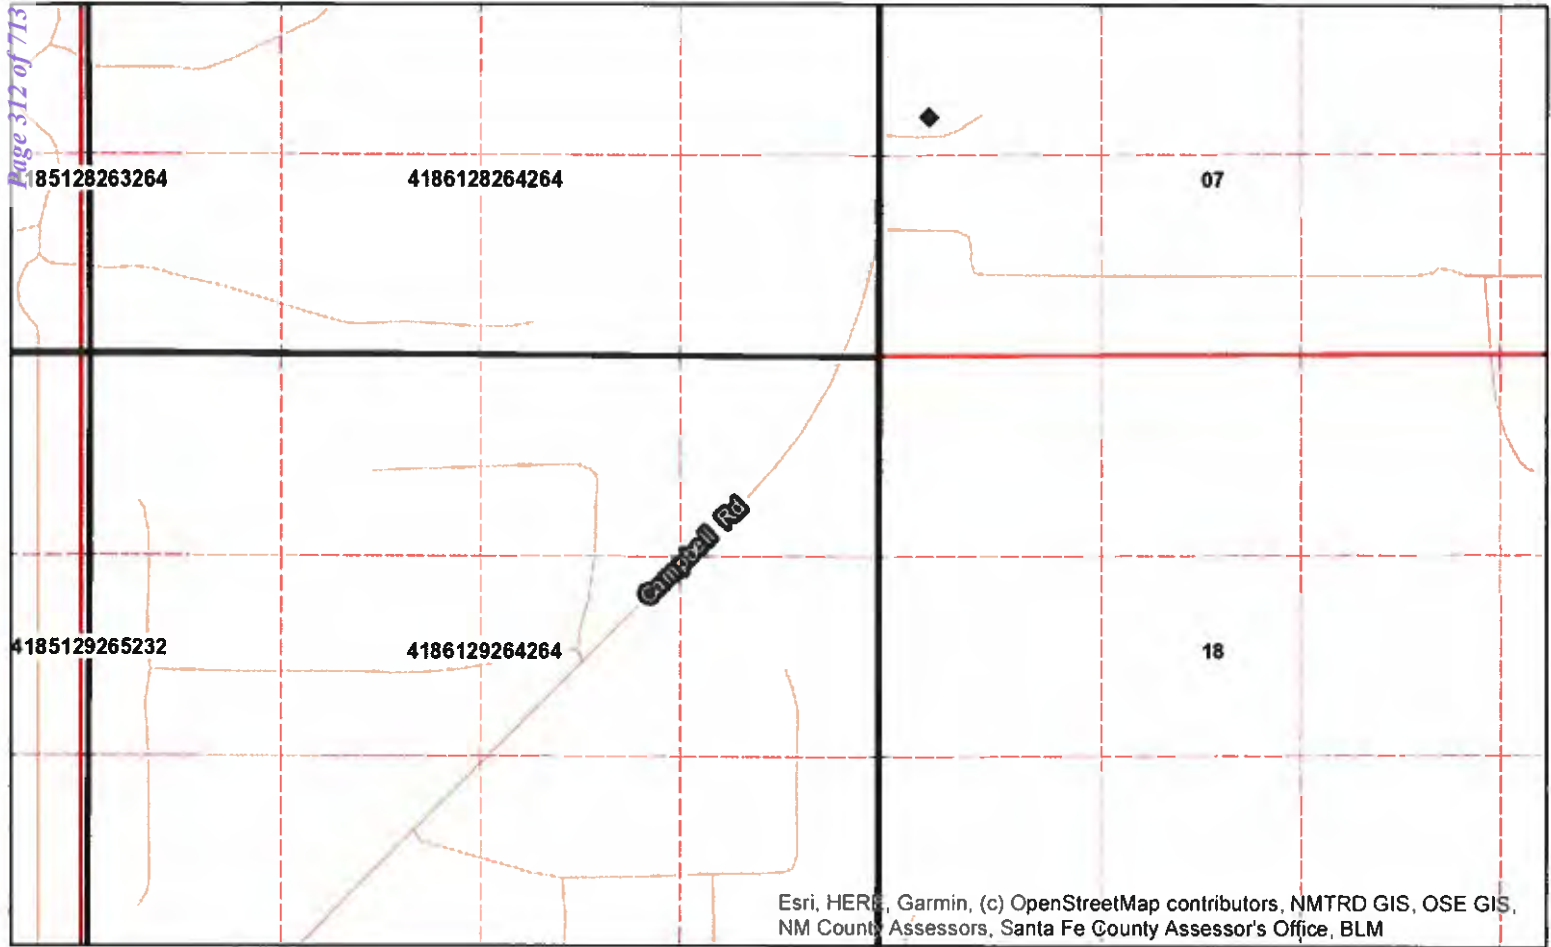 Page 312 of 713
185128263264
4186128264264
07
Campbell Rd
4185129265232
4186129264264
18
Esri, HERE, Garmin, (c) OpenStreetMap contributors, NMTRD GIS, OSE GIS,
NM County Assessors, Santa Fe County Assessor's Office, BLM